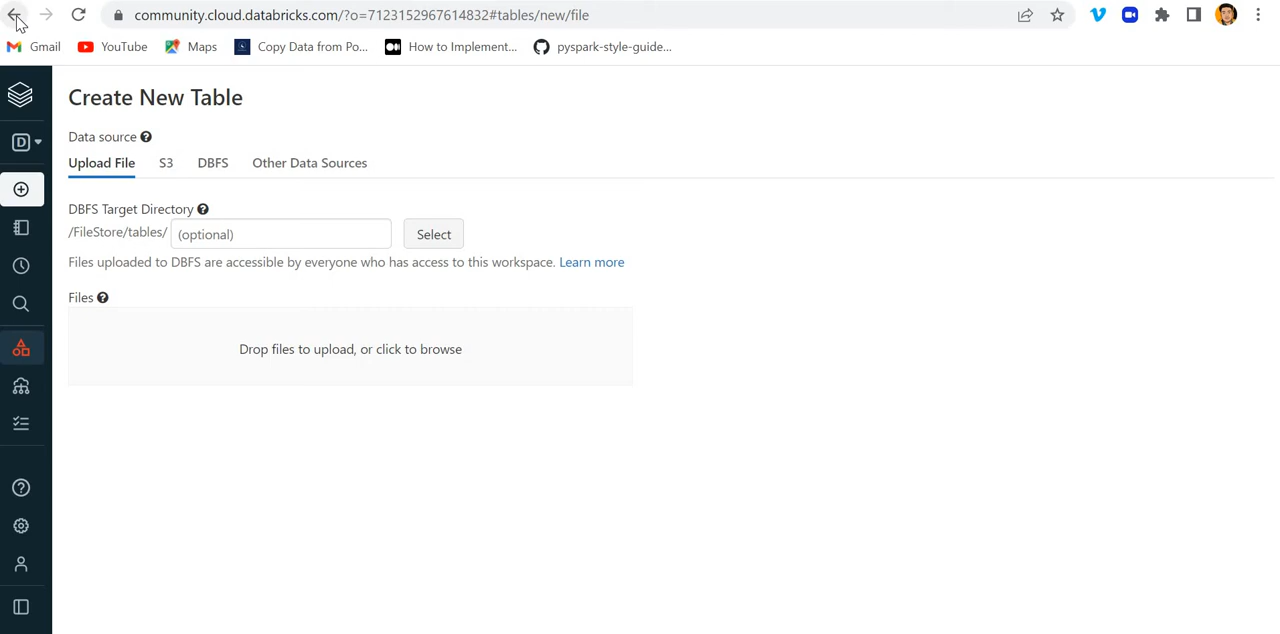 community.cloud.databricks.com/?o=7123152967614832#tables/new/file
Gmail YouTube Maps Copy Data from Po... How to Implement... pyspark-style-guide...
Create New Table
D
Data source
Upload File S3 DBFS Other Data Sources
DBFS Target Directory
/FileStore/tables/ (optional) Select
Files uploaded to DBFS are accessible by everyone who has access to this workspace. Learn more
Files
Drop files to upload, or click to browse